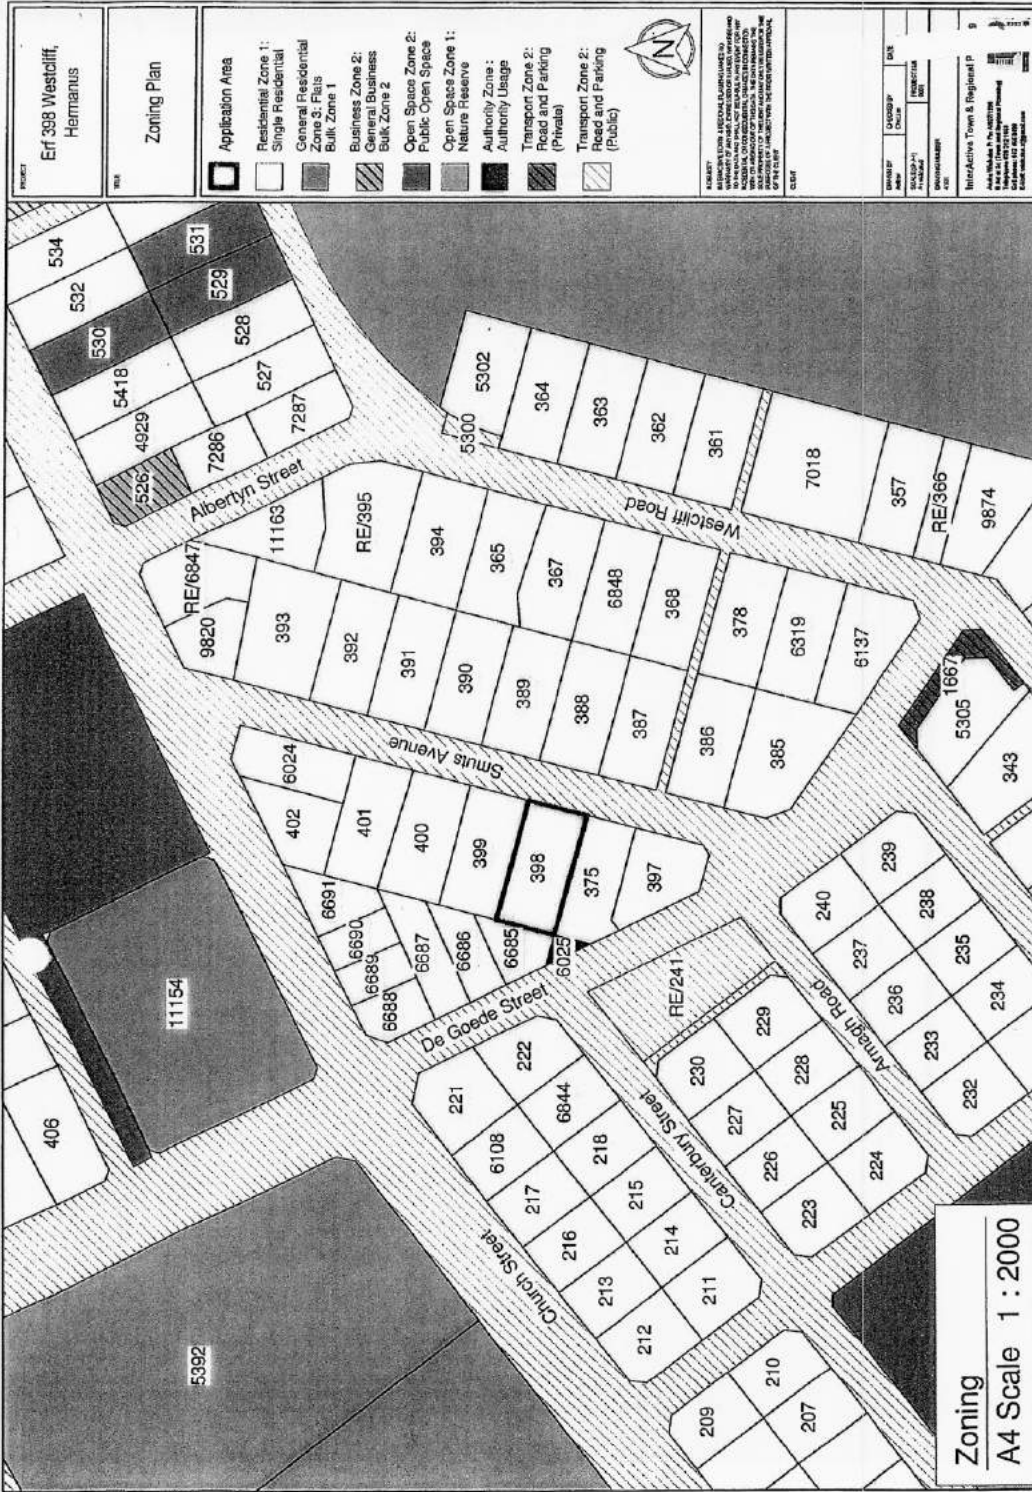 PROJECT
Erf 398 Westcliff,
Hermanus
TITLE
Zoning Plan
Application Area
Residential Zone 1:
Single Residential
General Residential
Zone 3: Flats
Bulk Zone 1
Business Zone 2:
General Business
Bulk Zone 2
Open Space Zone 2:
Public Open Space
Open Space Zone 1:
Nature Reserve
Authority Zone:
Authority Usage
Transport Zone 2:
Road and Parking
(Private)
Transport Zone 2:
Road and Parking
(Public)
N
CLIENT
DATE
InterActive Town & Regional P
534
532
531
530
529
5418
528
4929
527
526
7286
7287
Albertyn Street
5302
5300
364
363
362
361
7018
357
RE/366
9874
Westcliff Road
RE/6847
11163
9820
RE/395
393
394
392
365
391
367
390
6848
389
368
388
378
387
6319
386
6137
385
Smuts Avenue
1667
5305
343
6024
402
401
400
399
398
375
397
6691
6690
6689
6688
6687
6686
6685
6025
De Goede Street
RE/241
11154
406
5392
Church Street
221
222
6108
6844
217
218
216
215
213
214
212
211
Canterbury Street
230
229
227
228
226
225
223
224
Armagh Road
240
239
237
238
236
235
233
234
232
209
210
207
Zoning
A4 Scale 1 : 2000